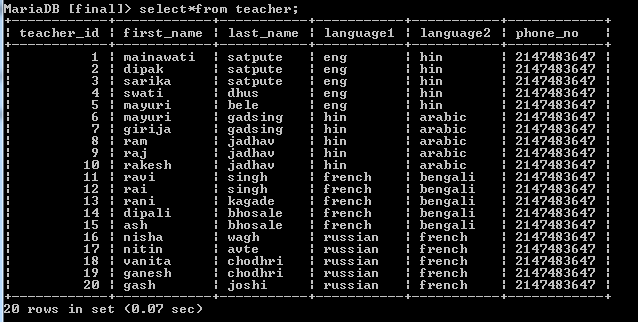 MariaDB [final]> select*from teacher;
+------------+------------+-----------+-----------+-----------+------------+
| teacher_id | first_name | last_name | language1 | language2 | phone_no   |
+------------+------------+-----------+-----------+-----------+------------+
|          1 | mainawati  | satpute   | eng       | hin       | 2147483647 |
|          2 | dipak      | satpute   | eng       | hin       | 2147483647 |
|          3 | sarika     | satpute   | eng       | hin       | 2147483647 |
|          4 | swati      | dhus      | eng       | hin       | 2147483647 |
|          5 | mayuri     | bele      | eng       | hin       | 2147483647 |
|          6 | mayuri     | gadsing   | hin       | arabic    | 2147483647 |
|          7 | girija     | gadsing   | hin       | arabic    | 2147483647 |
|          8 | ram        | jadhav    | hin       | arabic    | 2147483647 |
|          9 | raj        | jadhav    | hin       | arabic    | 2147483647 |
|         10 | rakesh     | jadhav    | hin       | arabic    | 2147483647 |
|         11 | ravi       | singh     | french    | bengali   | 2147483647 |
|         12 | rai        | singh     | french    | bengali   | 2147483647 |
|         13 | rani       | kagade    | french    | bengali   | 2147483647 |
|         14 | dipali     | bhosale   | french    | bengali   | 2147483647 |
|         15 | ash        | bhosale   | french    | bengali   | 2147483647 |
|         16 | nisha      | wagh      | russian   | french    | 2147483647 |
|         17 | nitin      | avte      | russian   | french    | 2147483647 |
|         18 | vanita     | chodhri   | russian   | french    | 2147483647 |
|         19 | ganesh     | chodhri   | russian   | french    | 2147483647 |
|         20 | gash       | joshi     | russian   | french    | 2147483647 |
+------------+------------+-----------+-----------+-----------+------------+
20 rows in set (0.07 sec)